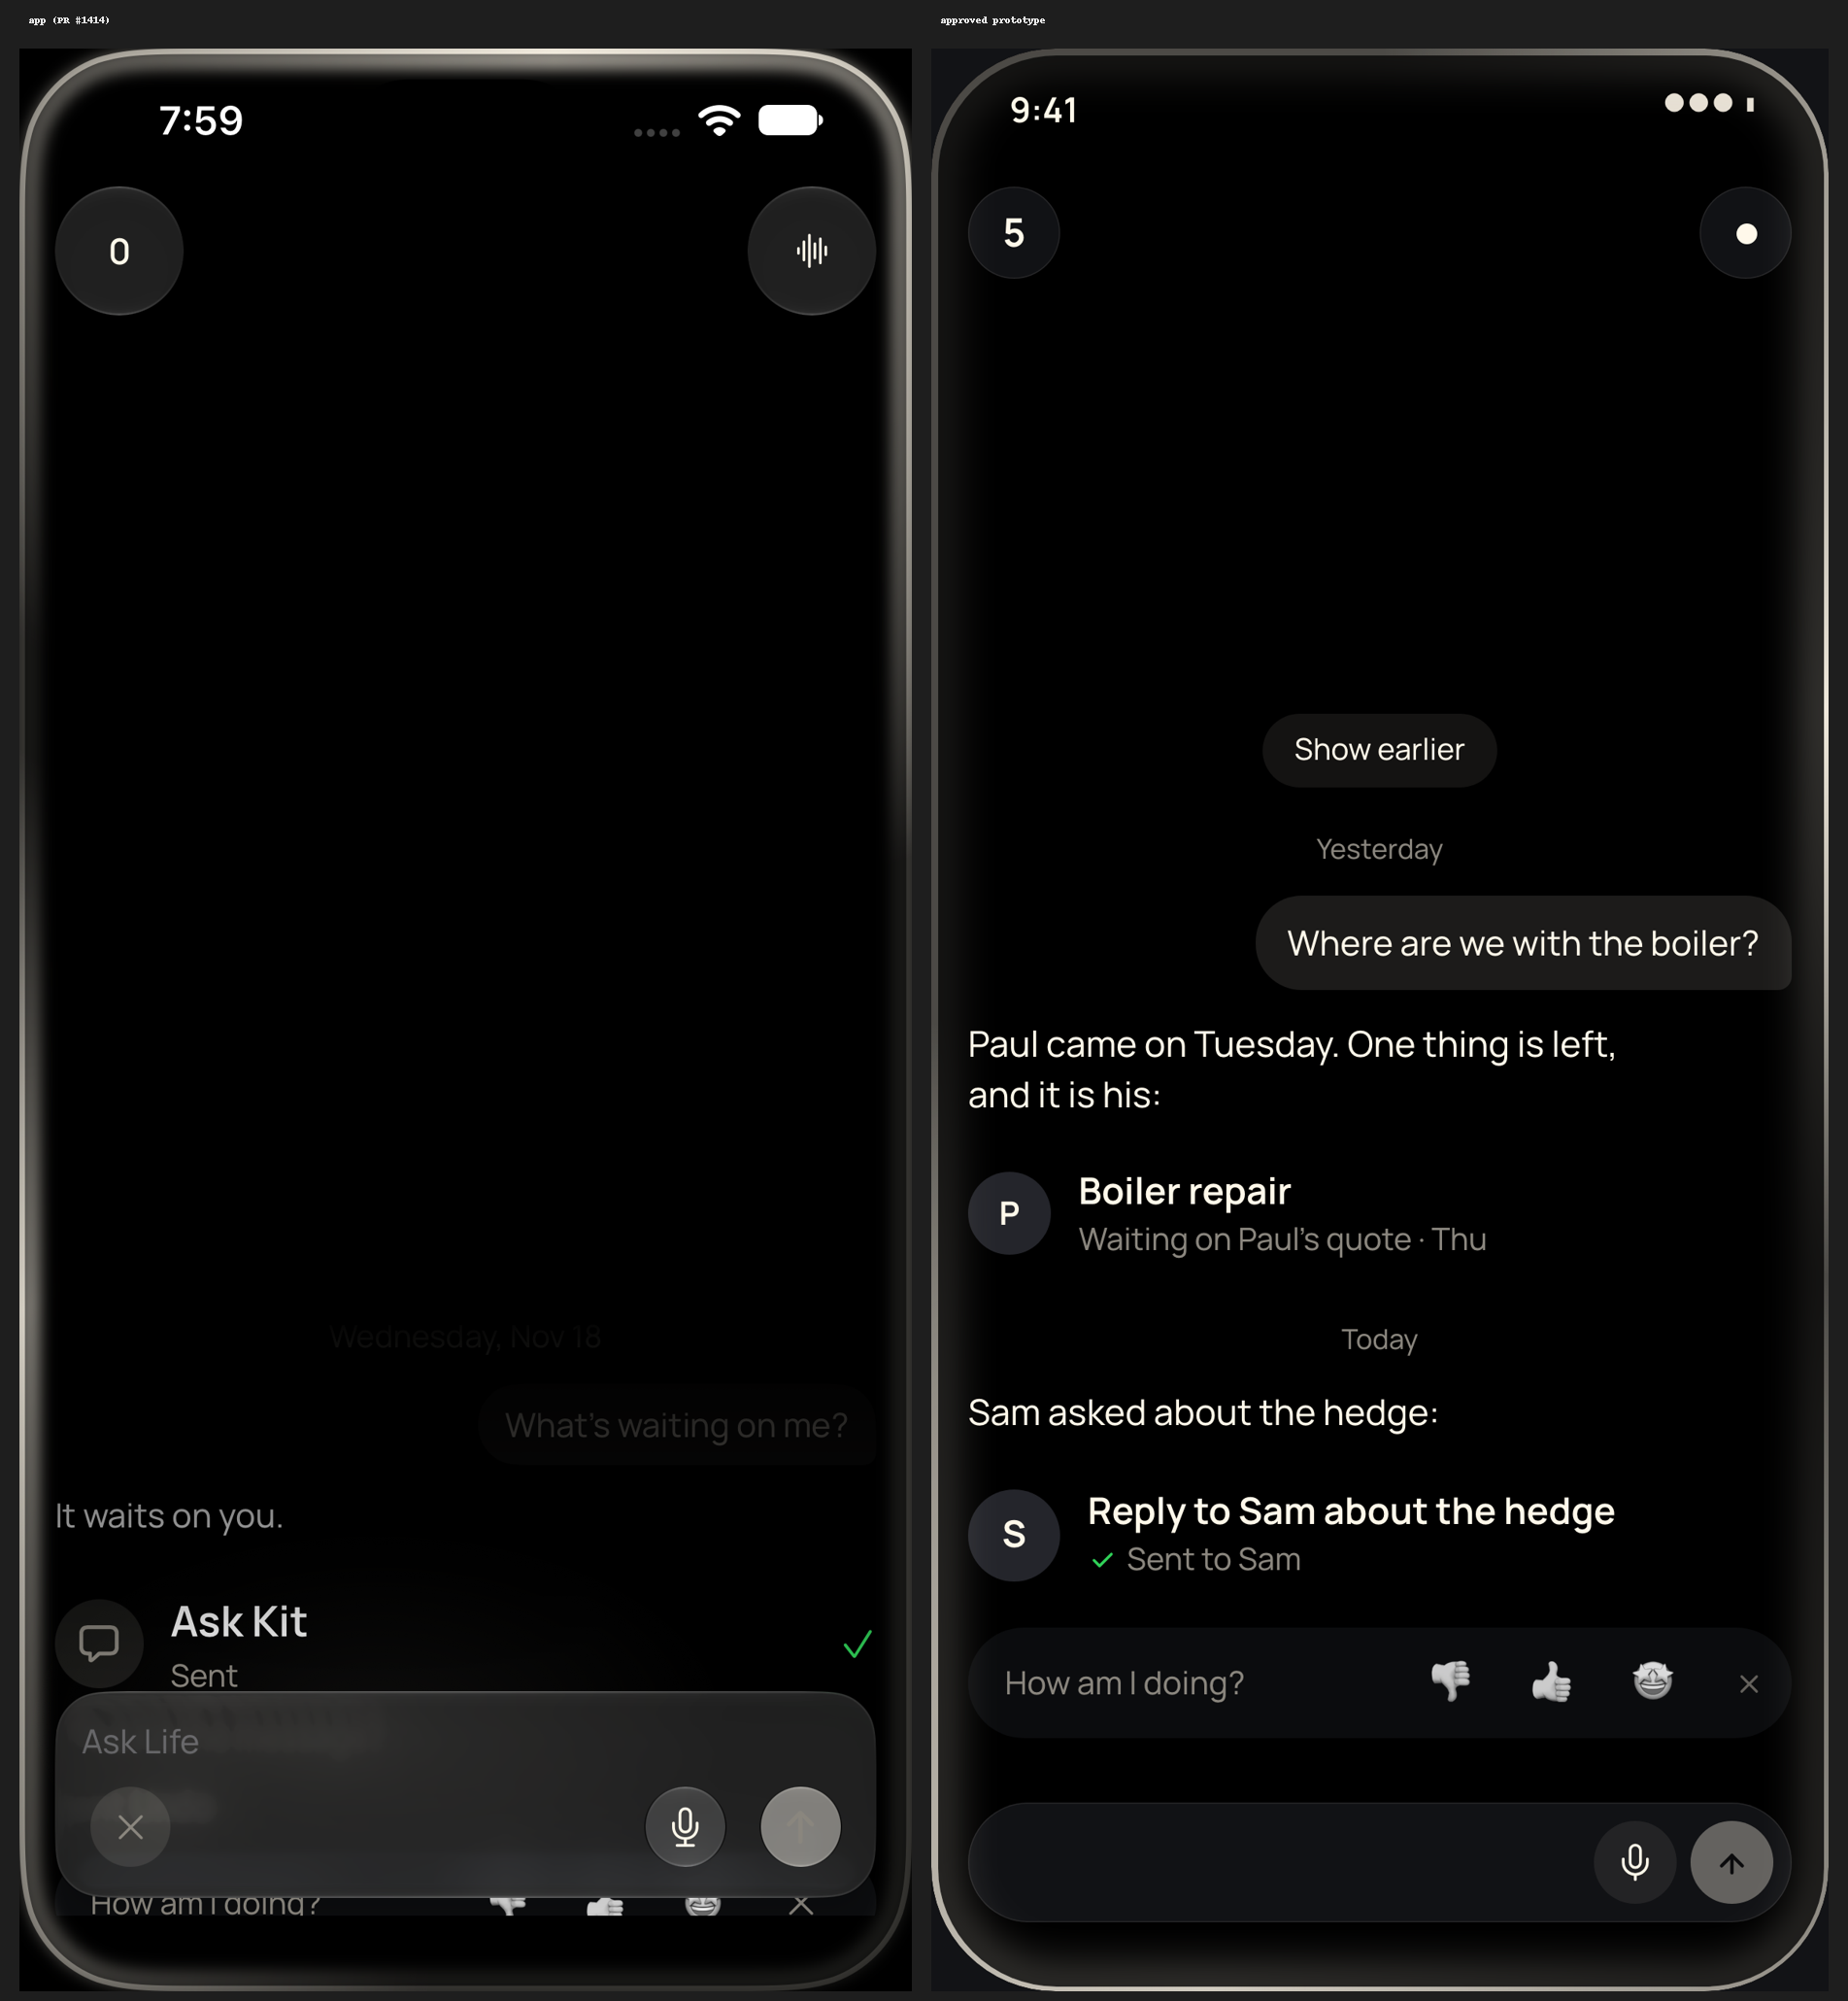 app (PR #1414)
7:59
0
Wednesday, Nov 18
What's waiting on me?
It waits on you.
Ask Kit
Sent
Ask Life
How am I doing?
approved prototype
9:41
5
Show earlier
Yesterday
Where are we with the boiler?
Paul came on Tuesday. One thing is left,
and it is his:
P
Boiler repair
Waiting on Paul's quote · Thu
Today
Sam asked about the hedge:
S
Reply to Sam about the hedge
Sent to Sam
How am I doing?